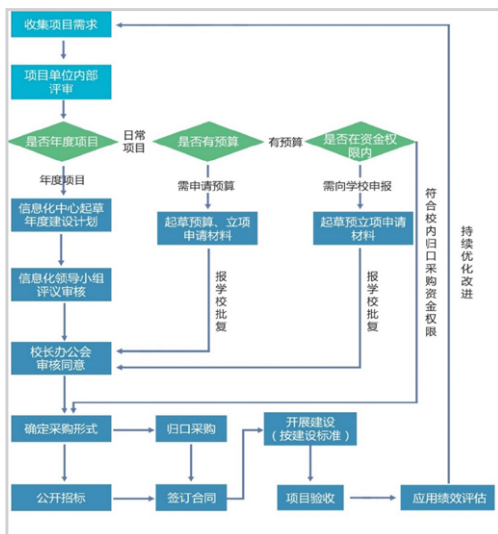 收集项目需求
项目单位内部
评审
是否年度项目
日常
项目
是否有预算
有预算
是否在资金权
限内
年度项目
需申请预算
需向学校申报
信息化中心起草
年度建设计划
起草预算、立项
申请材料
起草预立项申请
材料
信息化领导小组
评议审核
报学校批复
报学校批复
符合校内归口采购资金权限
持续优化改进
校长办公会
审核同意
确定采购形式
归口采购
开展建设
（按建设标准）
公开招标
签订合同
项目验收
应用绩效评估